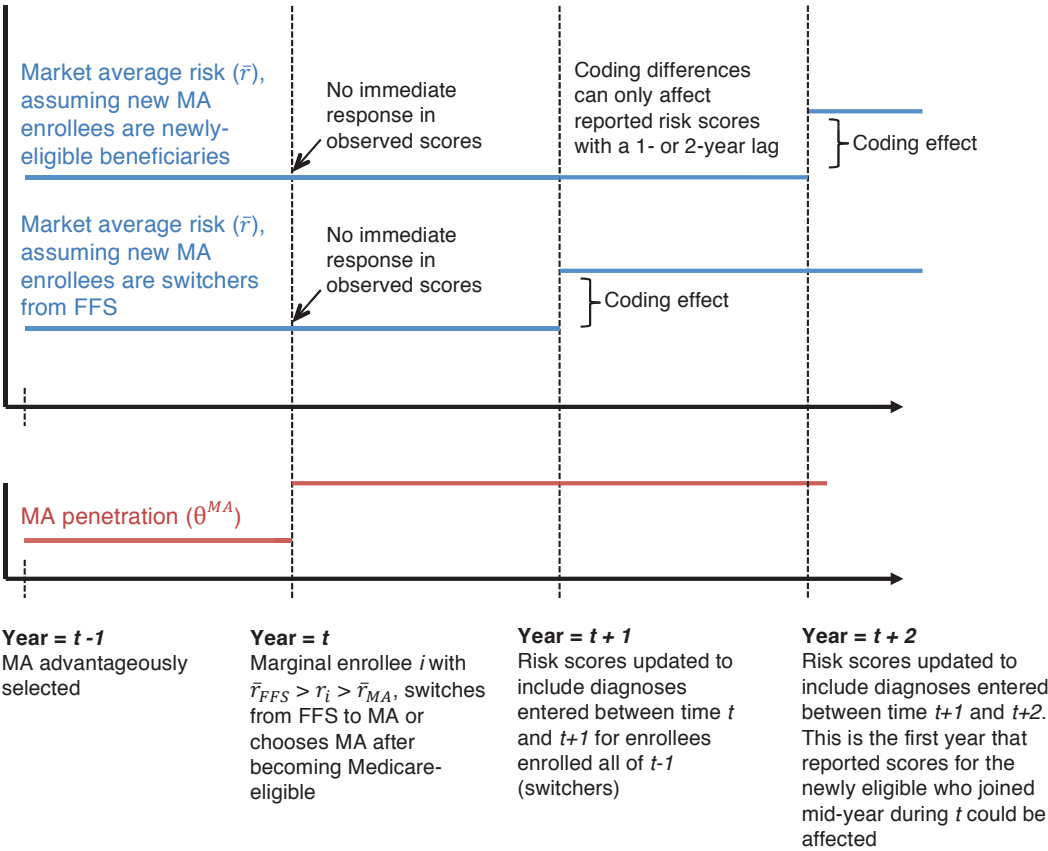 Market average risk (r̄),
assuming new MA
enrollees are newly-
eligible beneficiaries
No immediate
response in
observed scores
Coding differences
can only affect
reported risk scores
with a 1- or 2-year lag
Coding effect
Market average risk (r̄),
assuming new MA
enrollees are switchers
from FFS
No immediate
response in
observed scores
Coding effect
MA penetration (θ^MA)
Year = t -1
MA advantageously
selected
Year = t
Marginal enrollee i with
r̄_FFS > r_i > r̄_MA, switches
from FFS to MA or
chooses MA after
becoming Medicare-
eligible
Year = t + 1
Risk scores updated to
include diagnoses
entered between time t
and t+1 for enrollees
enrolled all of t-1
(switchers)
Year = t + 2
Risk scores updated to
include diagnoses entered
between time t+1 and t+2.
This is the first year that
reported scores for the
newly eligible who joined
mid-year during t could be
affected